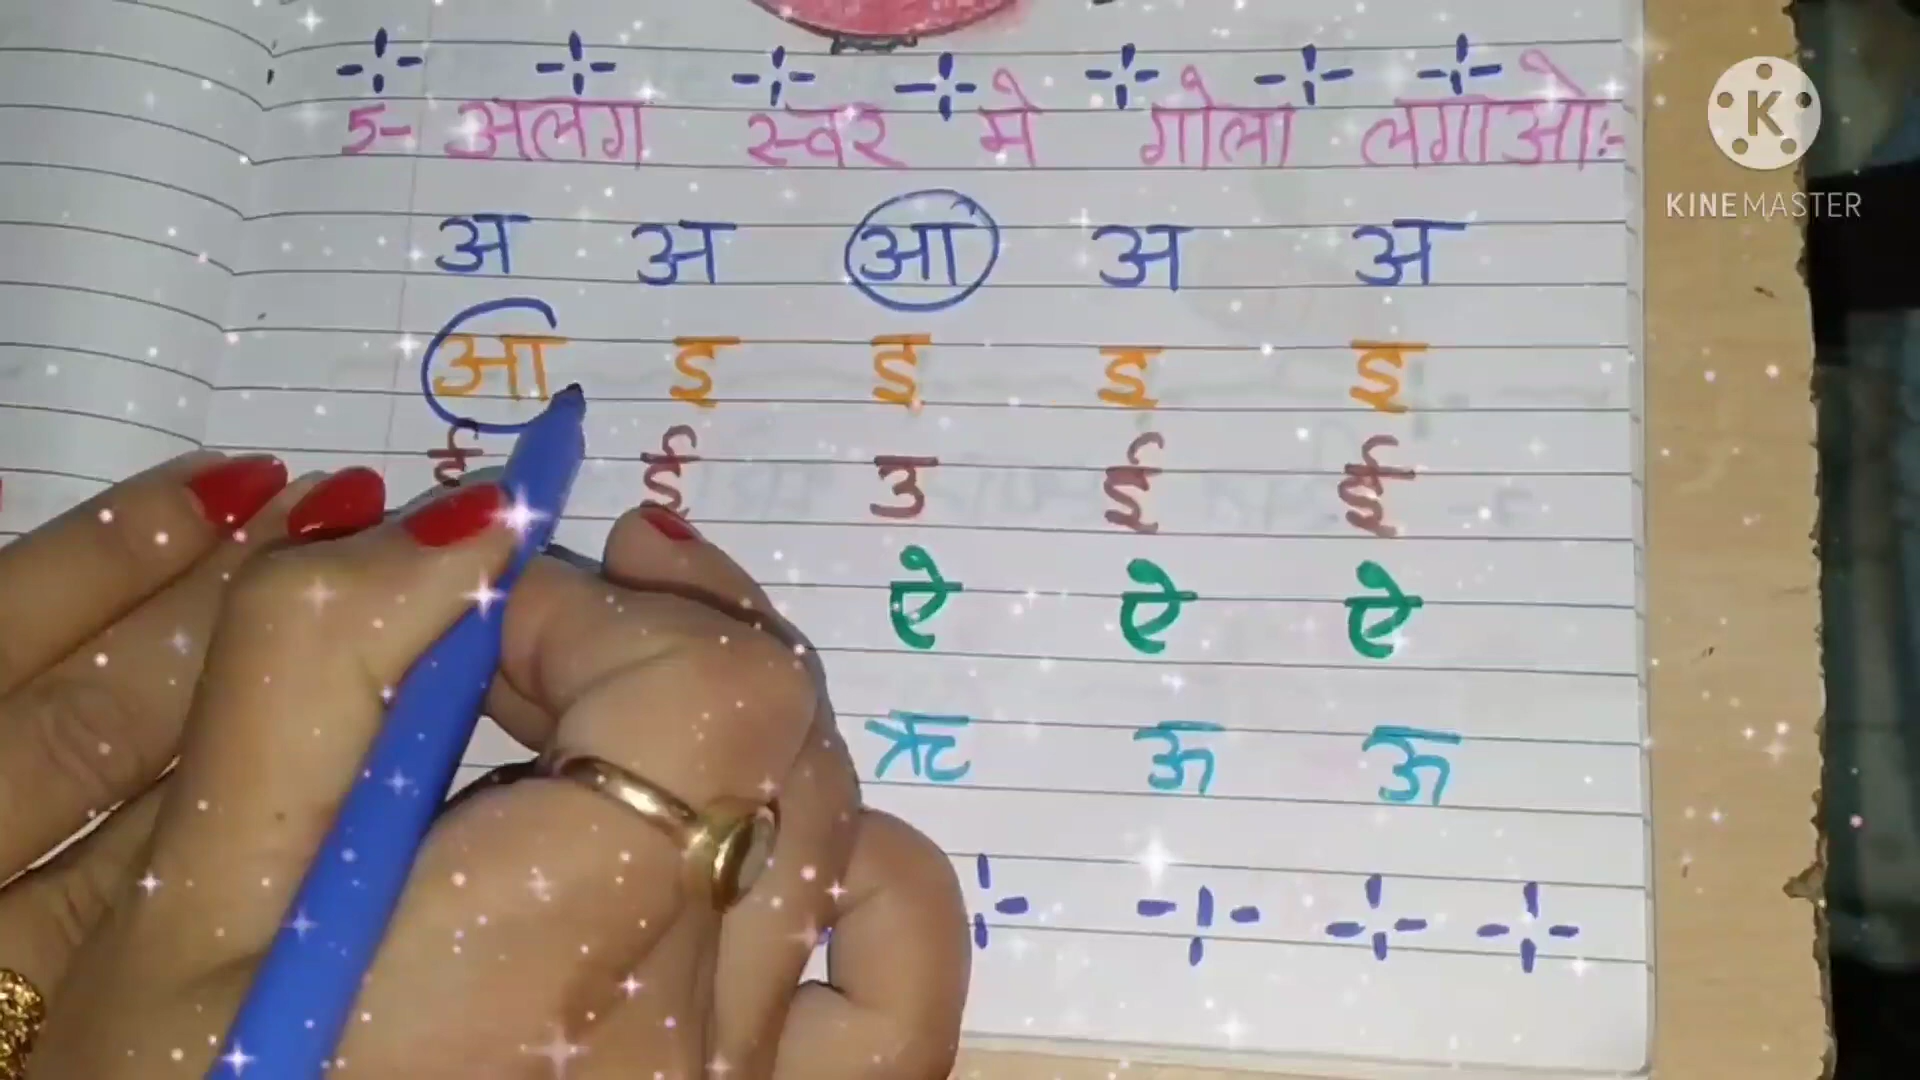 5- अलग स्वर मे गोला लगाओ:-
K
KINEMASTER
अ अ आ अ अ
आ इ इ इ इ
ई ई उ ई ई
ऐ ऐ ऐ
ऋ ऊ ऊ